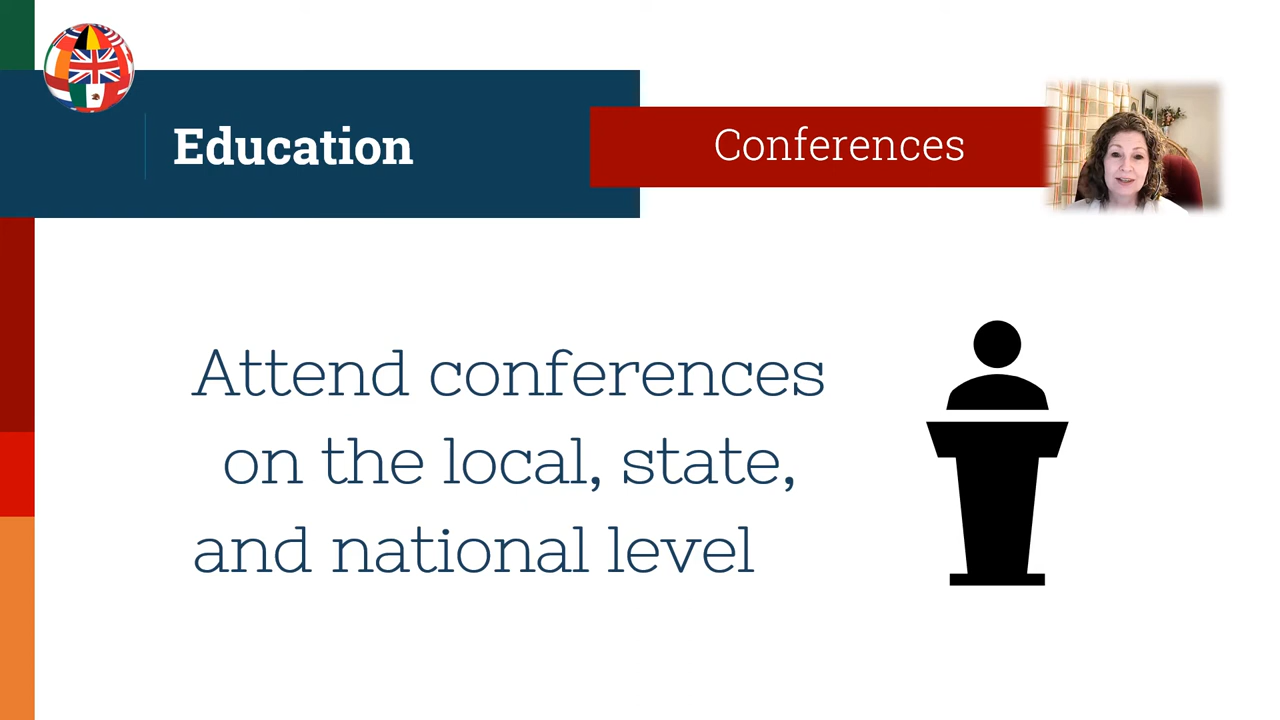 Education
Conferences
Attend conferences
on the local, state,
and national level